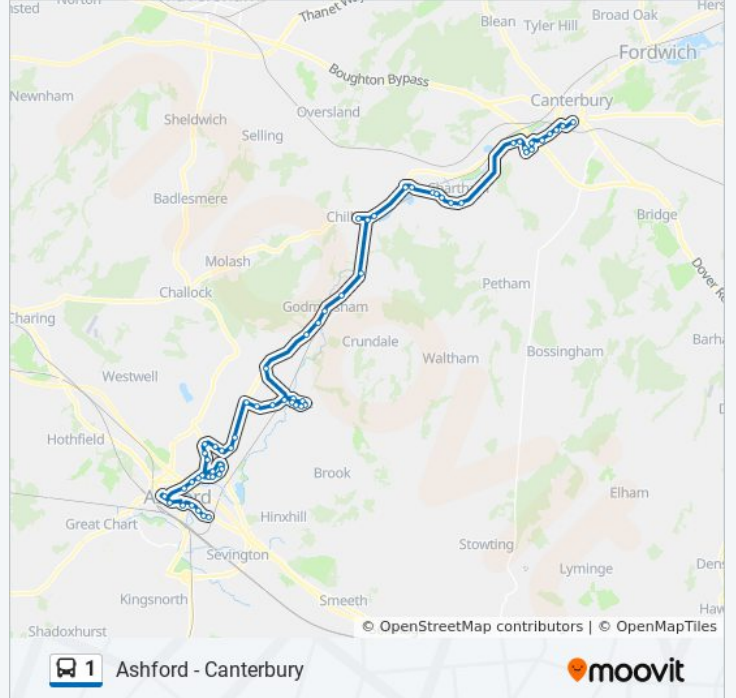 Norton
Thanet Way
Blean
Tyler Hill
Broad Oak
Fordwich
Boughton Bypass
Newnham
Canterbury
Oversland
Sheldwich
Selling
Badlesmere
Bridge
Molash
Petham
Challock
Dover
Crundale
Waltham
Bossingham
Westwell
Hothfield
Brook
Elham
Great Chart
Hinxhill
Stowting
Sevington
Lyminge
Kingsnorth
Smeeth
Shadoxhurst
© OpenStreetMap contributors | © OpenMapTiles
1 Ashford - Canterbury
moovit